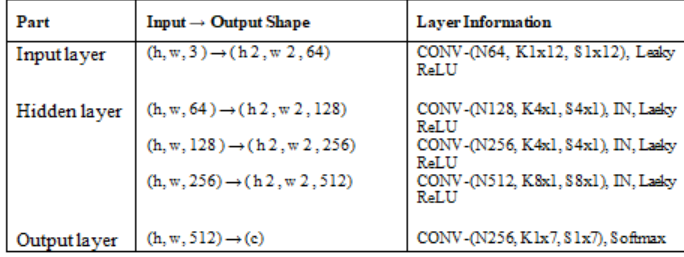 Part Input → Output Shape Layer Information
Input layer (h, w, 3) → (h 2, w 2, 64) CONV-(N64, K1x12, S1x12), Leaky
ReLU
Hidden layer (h, w, 64) → (h 2, w 2, 128) CONV-(N128, K4x1, S4x1), IN, Laeky
ReLU
(h, w, 128) → (h 2, w 2, 256) CONV-(N256, K4x1, S4x1), IN, Laeky
ReLU
(h, w, 256) → (h 2, w 2, 512) CONV-(N512, K8x1, S8x1), IN, Laeky
ReLU
Output layer (h, w, 512) → (c) CONV-(N256, K1x7, S1x7), Softmax